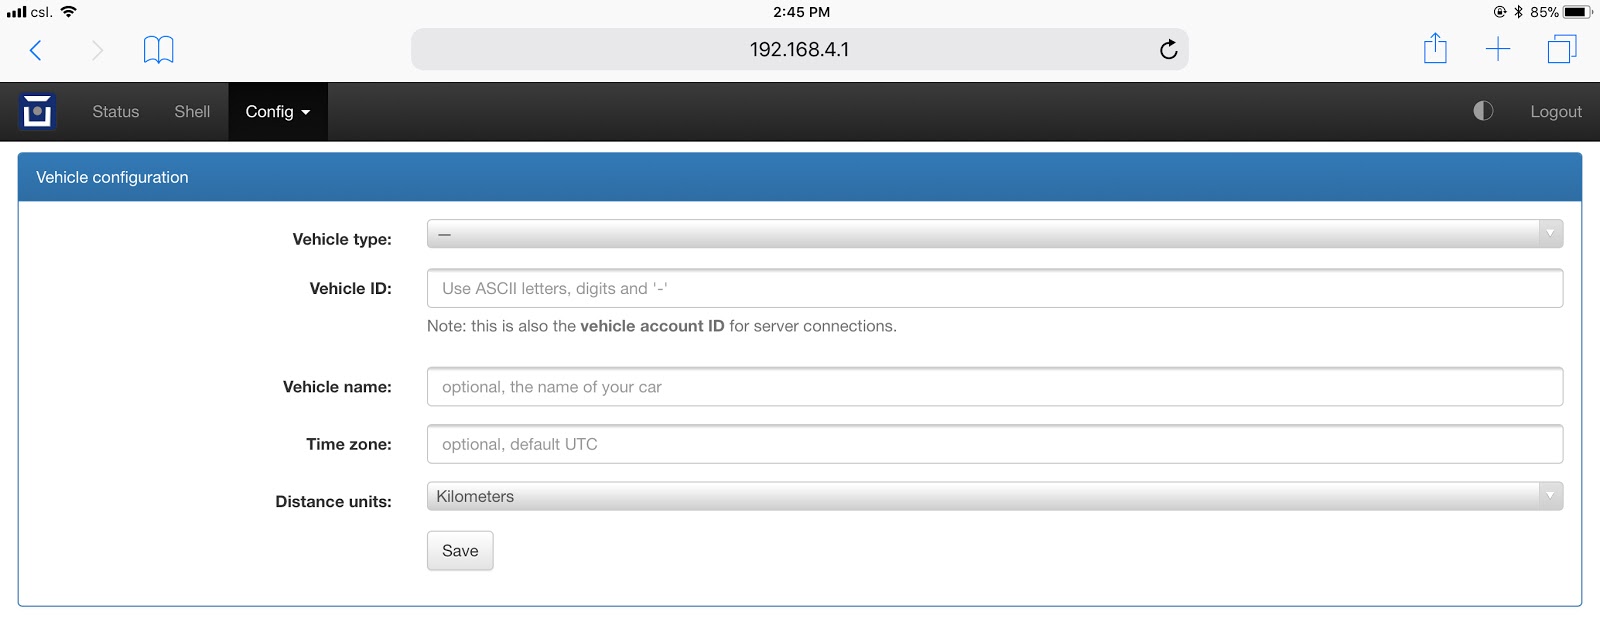 csl. 2:45 PM 85%
192.168.4.1
Status Shell Config Logout
Vehicle configuration
Vehicle type: —
Vehicle ID: Use ASCII letters, digits and '-'
Note: this is also the vehicle account ID for server connections.
Vehicle name: optional, the name of your car
Time zone: optional, default UTC
Distance units: Kilometers
Save